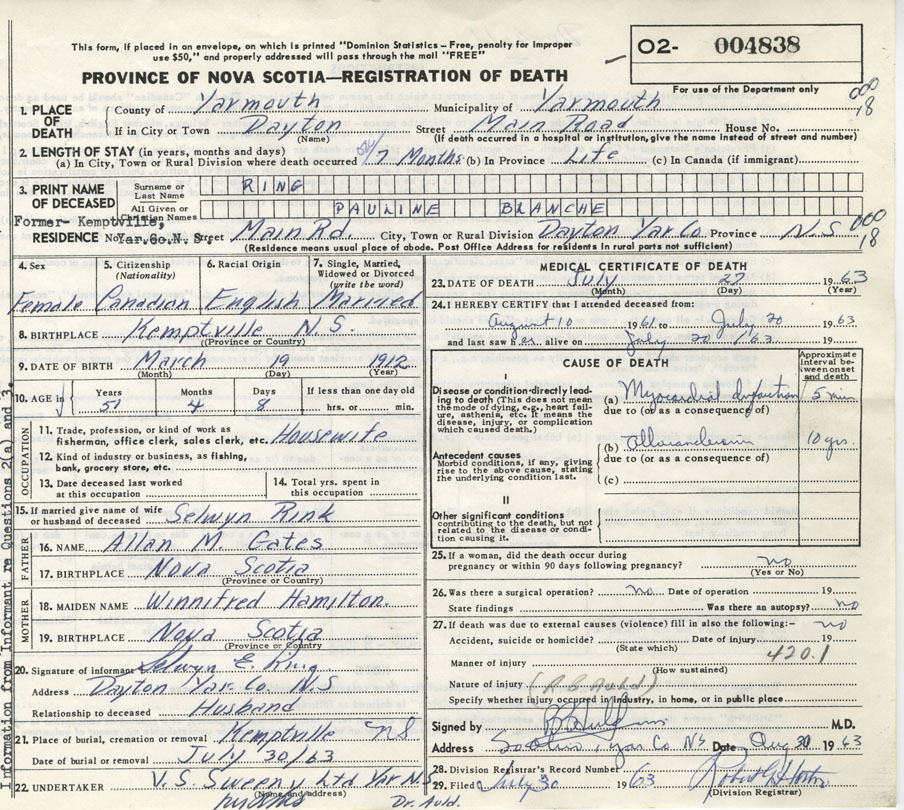 This form, if placed in an envelope, on which is printed "Dominion Statistics – Free, penalty for improper
use $50," and properly addressed will pass through the mail "FREE"
O2- 004838
PROVINCE OF NOVA SCOTIA—REGISTRATION OF DEATH
For use of the Department only
000
18
1. PLACE OF DEATH County of Yarmouth Municipality of Yarmouth
If in City or Town Dayton Street Main Road House No.
(Name) (If death occurred in a hospital or institution, give the name instead of street and number)
2. LENGTH OF STAY (in years, months and days)
(a) In City, Town or Rural Division where death occurred 7 Months (b) In Province Life (c) In Canada (if immigrant)
3. PRINT NAME OF DECEASED
Surname or Last Name RING
All Given or Christian Names PAULINE BLANCHE
Former- Kemptville,
Yar.Co.N.S.
RESIDENCE No. Street Main Rd. City, Town or Rural Division Dayton Yar Co Province N.S
000
18
(Residence means usual place of abode. Post Office Address for residents in rural parts not sufficient)
4. Sex 5. Citizenship (Nationality) 6. Racial Origin 7. Single, Married, Widowed or Divorced (write the word)
Female Canadian English Married
8. BIRTHPLACE Kemptville N.S.
(Province or Country)
9. DATE OF BIRTH March 19 1912
(Month) (Day) (Year)
10. AGE in Years Months Days If less than one day old
51 4 8 hrs. or min.
OCCUPATION
11. Trade, profession, or kind of work as fisherman, office clerk, sales clerk, etc. Housewife
12. Kind of industry or business, as fishing, bank, grocery store, etc.
13. Date deceased last worked at this occupation
14. Total yrs. spent in this occupation
15. If married give name of wife or husband of deceased Selwyn Rink
FATHER
16. NAME Allan M. Gates
17. BIRTHPLACE Nova Scotia
(Province or Country)
MOTHER
18. MAIDEN NAME Winnifred Hamilton.
19. BIRTHPLACE Nova Scotia
(Province or Country)
20. Signature of informant Selwyn E. King
Address Dayton Yar. Co. N.S
Relationship to deceased Husband
21. Place of burial, cremation or removal Kemptville NS
Date of burial or removal July 30/63
22. UNDERTAKER V.S. Sweeny Ltd Yar N.S.
(Name and address)
Dr. Auld.
Information from Informant re Questions 2(a) and 3.
MEDICAL CERTIFICATE OF DEATH
23. DATE OF DEATH July 27 1963
(Month) (Day) (Year)
24. I HEREBY CERTIFY that I attended deceased from:
August 10 1961 to July 20 1963
and last saw her alive on July 20 /63
CAUSE OF DEATH
Approximate interval between onset and death
I
Disease or condition directly leading to death (This does not mean the mode of dying, e.g., heart failure, asthenia, etc. It means the disease, injury, or complication which caused death.)
(a) Myocardial Infarction 5 min.
due to (or as a consequence of)
Antecedent causes
Morbid conditions, if any, giving rise to the above cause, stating the underlying condition last.
(b) 10 yrs.
due to (or as a consequence of)
(c)
II
Other significant conditions
contributing to the death, but not related to the disease or condition causing it.
25. If a woman, did the death occur during pregnancy or within 90 days following pregnancy? no
(Yes or No)
26. Was there a surgical operation? no Date of operation 19
State findings Was there an autopsy? no
27. If death was due to external causes (violence) fill in also the following:– no
Accident, suicide or homicide? Date of injury 19
(State which)
420.1
Manner of injury
(How sustained)
Nature of injury (R B Auld)
Specify whether injury occurred in industry, in home, or in public place
Signed by M.D.
Address Yar Co NS Date Aug 30 1963
28. Division Registrar's Record Number
29. Filed July 30 1963
(Division Registrar)